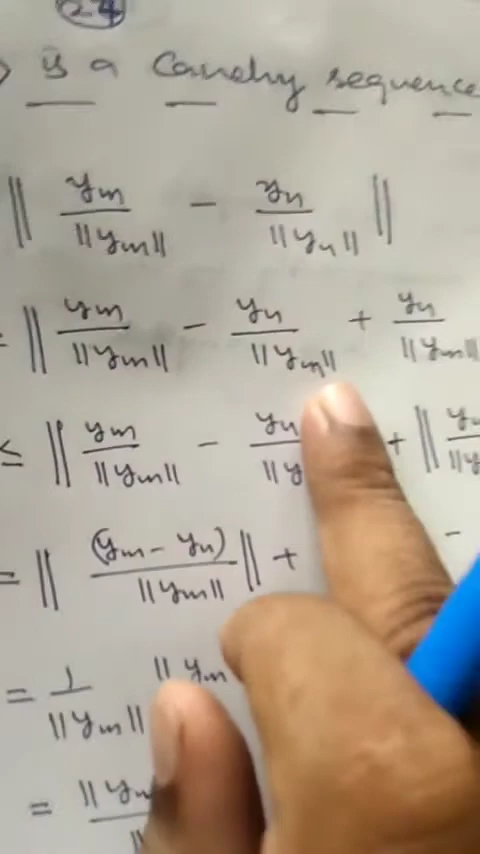 24
> is a Cauchy sequence
|| ym/||ym|| - yn/||yn|| ||
= || ym/||ym|| - yn/||ym|| + yn/||ym||
≤ || ym/||ym|| - yn/||y + || y /||y
= || (ym - yn)/||ym|| || + -
= 1/||ym|| ||ym
= ||y